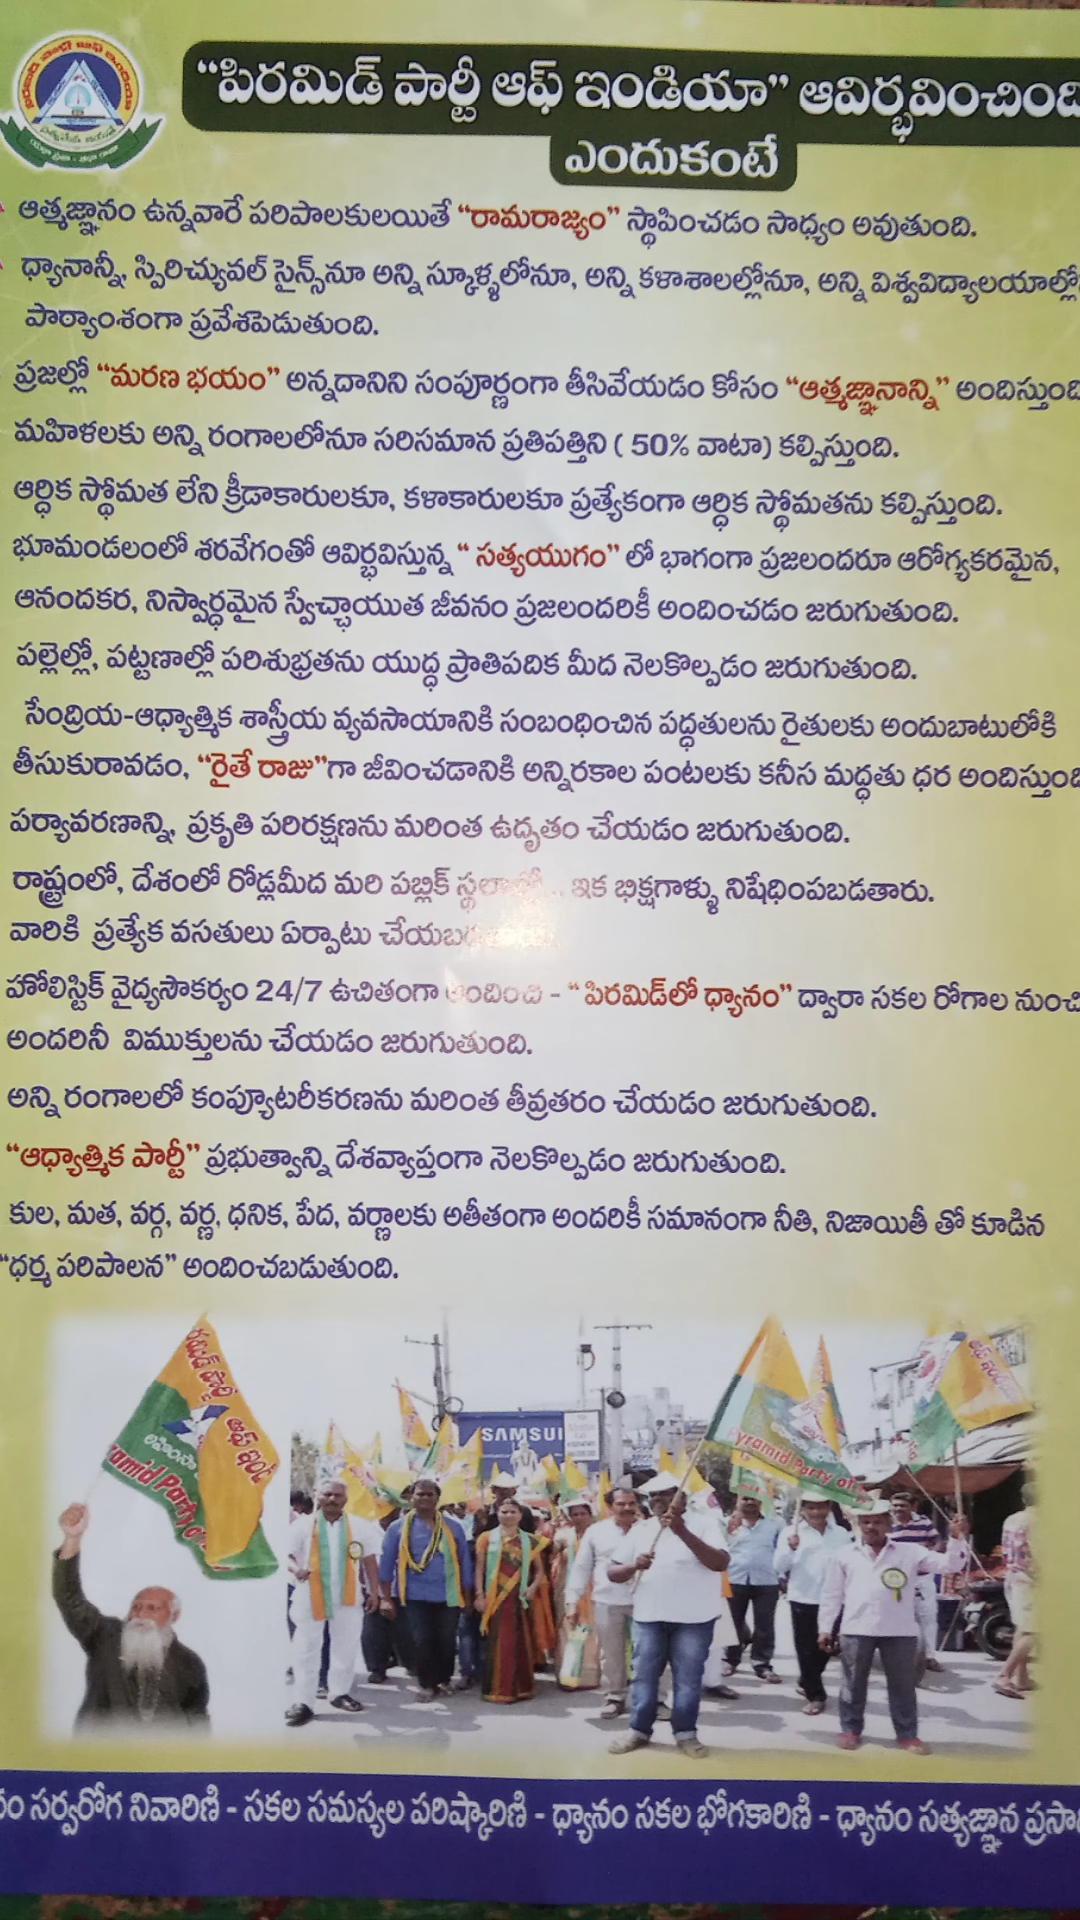 “పిరమిడ్ పార్టీ ఆఫ్ ఇండియా” ఆవిర్భవించింది
ఎందుకంటే
ఆత్మజ్ఞానం ఉన్నవారే పరిపాలకులయితే “రామరాజ్యం” స్థాపించడం సాధ్యం అవుతుంది.
ధ్యానాన్నీ, స్పిరిచ్యువల్ సైన్స్‌నూ అన్ని స్కూళ్ళలోనూ, అన్ని కళాశాలల్లోనూ, అన్ని విశ్వవిద్యాలయాల్లో
పాఠ్యాంశంగా ప్రవేశపెడుతుంది.
ప్రజల్లో “మరణ భయం” అన్నదానిని సంపూర్ణంగా తీసివేయడం కోసం “ఆత్మజ్ఞానాన్ని” అందిస్తుంది
మహిళలకు అన్ని రంగాలలోనూ సరిసమాన ప్రతిపత్తిని ( 50% వాటా) కల్పిస్తుంది.
ఆర్ధిక స్థోమత లేని క్రీడాకారులకూ, కళాకారులకూ ప్రత్యేకంగా ఆర్ధిక స్థోమతను కల్పిస్తుంది.
భూమండలంలో శరవేగంతో ఆవిర్భవిస్తున్న “ సత్యయుగం” లో భాగంగా ప్రజలందరూ ఆరోగ్యకరమైన,
ఆనందకర, నిస్వార్ధమైన స్వేచ్ఛాయుత జీవనం ప్రజలందరికీ అందించడం జరుగుతుంది.
పల్లెల్లో, పట్టణాల్లో పరిశుభ్రతను యుద్ధ ప్రాతిపదిక మీద నెలకొల్పడం జరుగుతుంది.
సేంద్రియ-ఆధ్యాత్మిక శాస్త్రీయ వ్యవసాయానికి సంబంధించిన పద్ధతులను రైతులకు అందుబాటులోకి
తీసుకురావడం, “రైతే రాజు”గా జీవించడానికి అన్నిరకాల పంటలకు కనీస మద్ధతు ధర అందిస్తుంది
పర్యావరణాన్ని, ప్రకృతి పరిరక్షణను మరింత ఉదృతం చేయడం జరుగుతుంది.
రాష్ట్రంలో, దేశంలో రోడ్లమీద మరి పబ్లిక్ ఇక భిక్షగాళ్ళు నిషేధింపబడతారు.
వారికి ప్రత్యేక వసతులు ఏర్పాటు
హోలిస్టిక్ వైద్యసౌకర్యం 24/7 ఉచితంగా అందించి - “ పిరమిడ్‌లో ధ్యానం” ద్వారా సకల రోగాల నుంచి
అందరినీ విముక్తులను చేయడం జరుగుతుంది.
అన్ని రంగాలలో కంప్యూటరీకరణను మరింత తీవ్రతరం చేయడం జరుగుతుంది.
“ఆధ్యాత్మిక పార్టీ” ప్రభుత్వాన్ని దేశవ్యాప్తంగా నెలకొల్పడం జరుగుతుంది.
కుల, మత, వర్గ, వర్ణ, ధనిక, పేద, వర్ణాలకు అతీతంగా అందరికీ సమానంగా నీతి, నిజాయితీ తో కూడిన
“ధర్మ పరిపాలన” అందించబడుతుంది.
SAMSU
Pyramid Party of
సర్వరోగ నివారిణి - సకల సమస్యల పరిష్కారిణి - ధ్యానం సకల భోగకారిణి - ధ్యానం సత్యజ్ఞాన